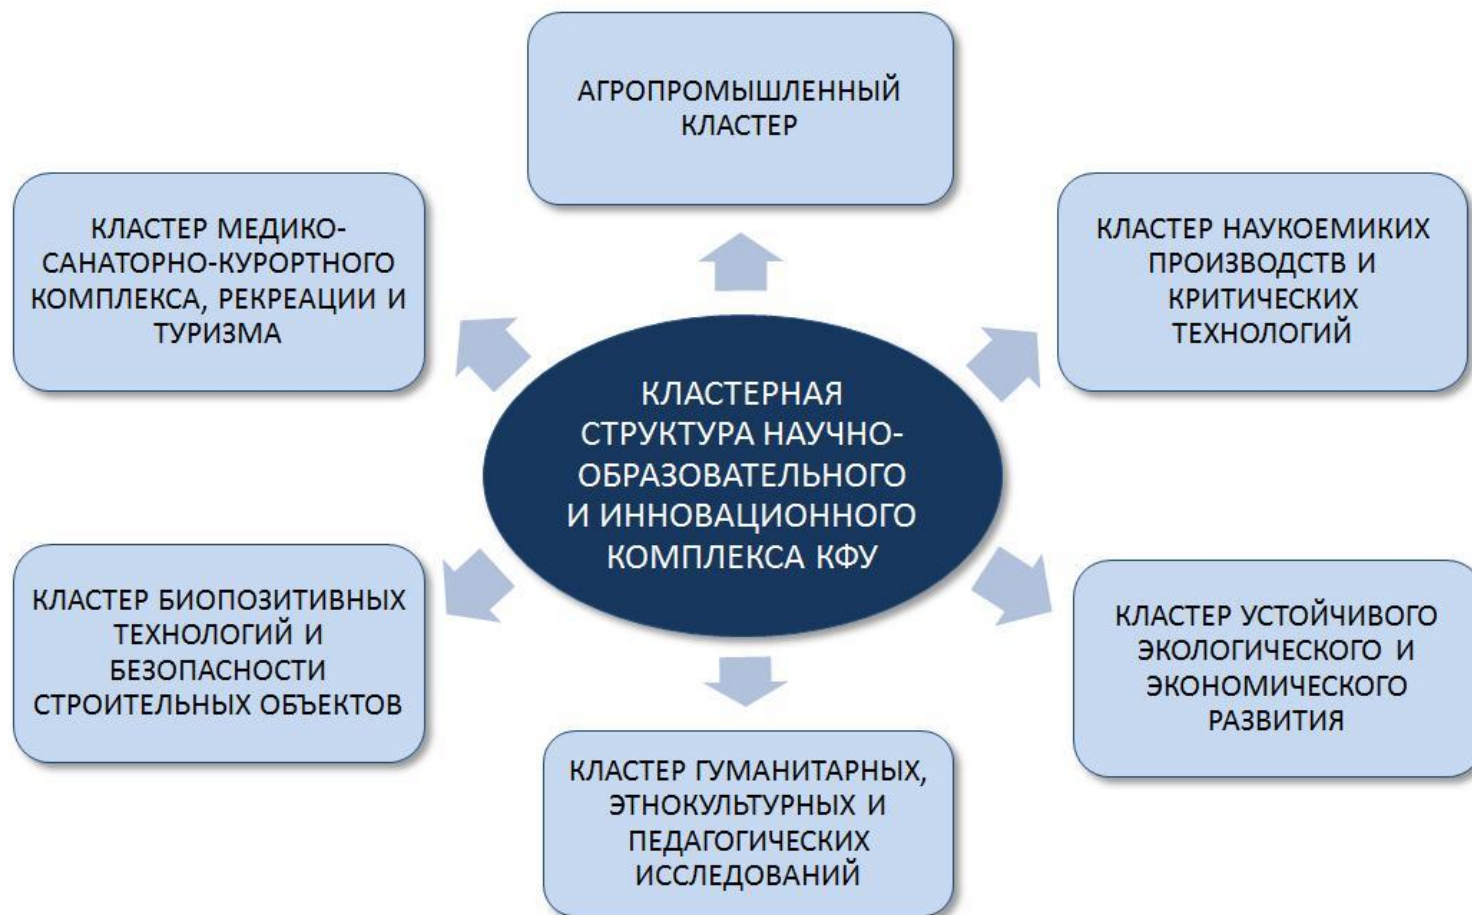 АГРОПРОМЫШЛЕННЫЙ
КЛАСТЕР
КЛАСТЕР МЕДИКО-
САНАТОРНО-КУРОРТНОГО
КОМПЛЕКСА, РЕКРЕАЦИИ И
ТУРИЗМА
КЛАСТЕР НАУКОЕМИКИХ
ПРОИЗВОДСТВ И
КРИТИЧЕСКИХ
ТЕХНОЛОГИЙ
КЛАСТЕРНАЯ
СТРУКТУРА НАУЧНО-
ОБРАЗОВАТЕЛЬНОГО
И ИННОВАЦИОННОГО
КОМПЛЕКСА КФУ
КЛАСТЕР БИОПОЗИТИВНЫХ
ТЕХНОЛОГИЙ И
БЕЗОПАСНОСТИ
СТРОИТЕЛЬНЫХ ОБЪЕКТОВ
КЛАСТЕР УСТОЙЧИВОГО
ЭКОЛОГИЧЕСКОГО И
ЭКОНОМИЧЕСКОГО
РАЗВИТИЯ
КЛАСТЕР ГУМАНИТАРНЫХ,
ЭТНОКУЛЬТУРНЫХ И
ПЕДАГОГИЧЕСКИХ
ИССЛЕДОВАНИЙ